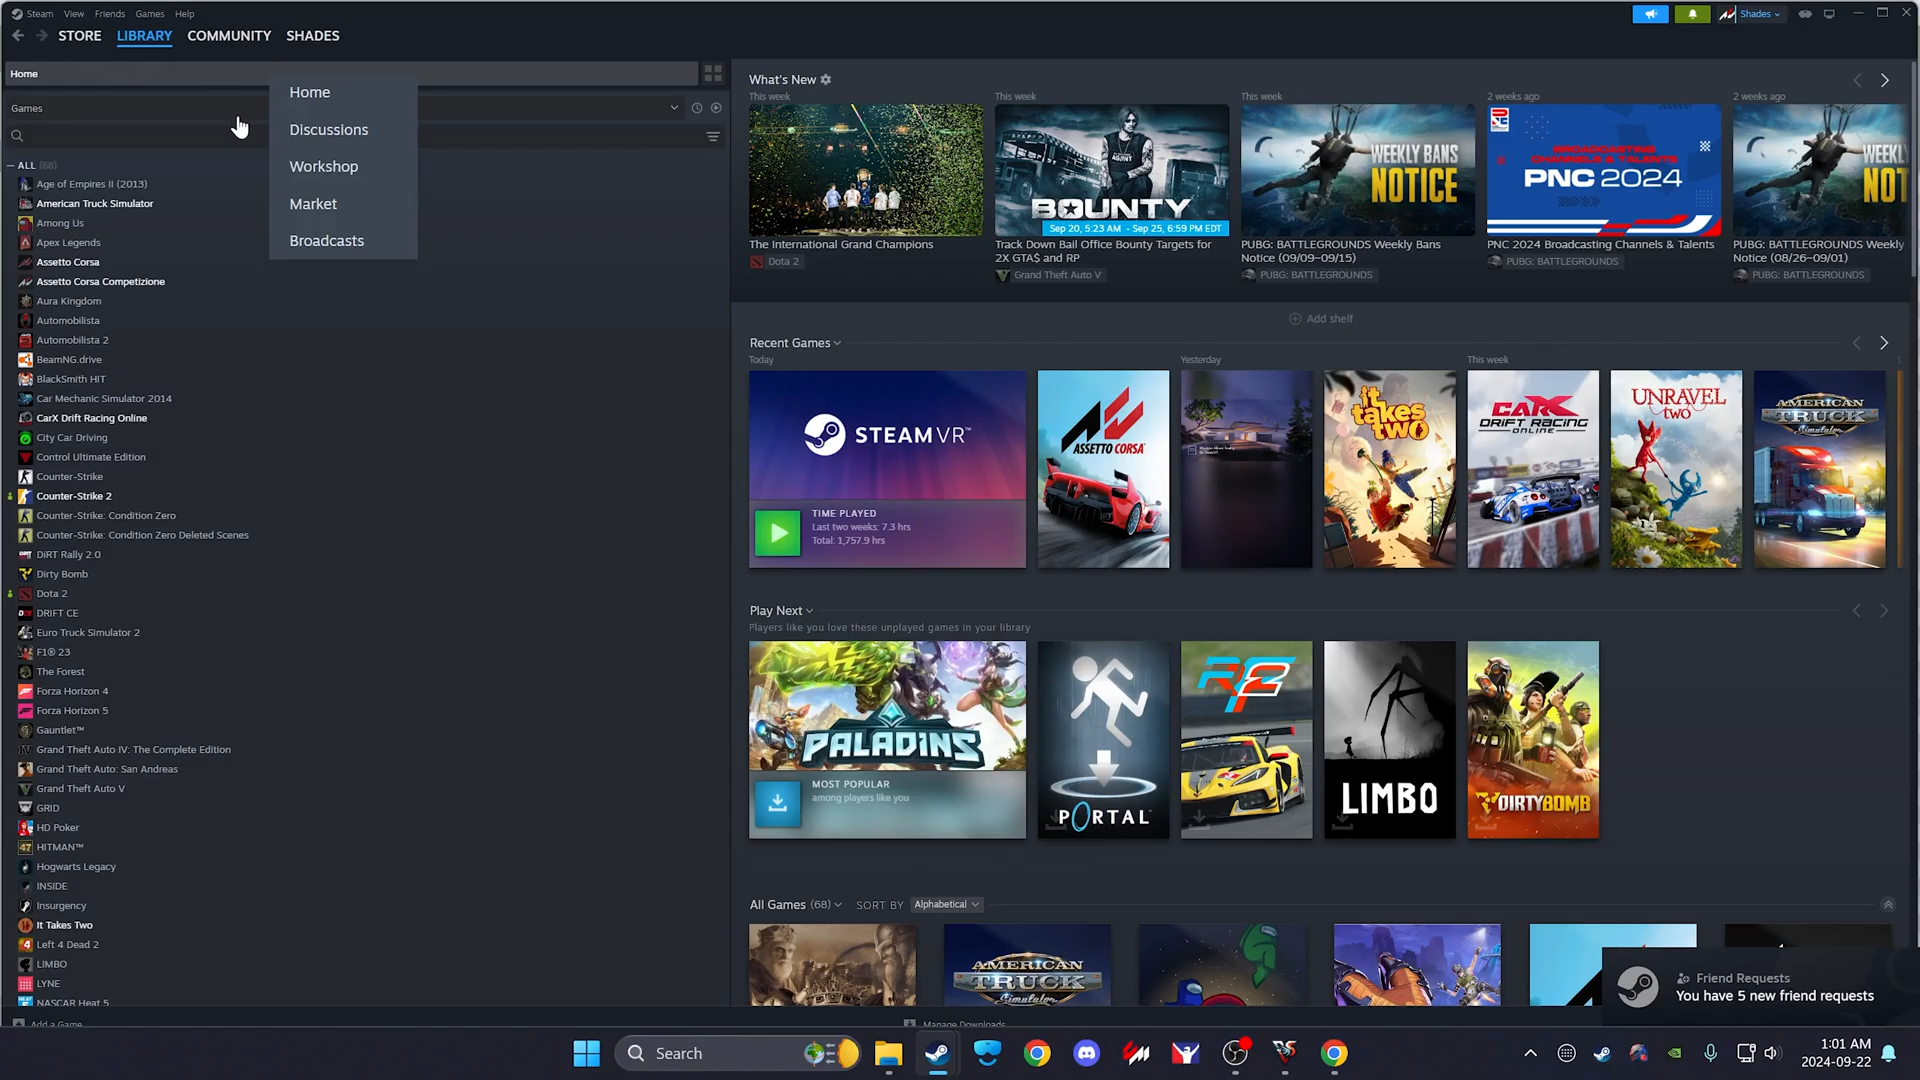 Steam View Friends Games Help
Shades
STORE LIBRARY COMMUNITY SHADES
Home
Games
Home
Discussions
Workshop
Market
Broadcasts
ALL (68)
Age of Empires II (2013)
American Truck Simulator
Among Us
Apex Legends
Assetto Corsa
Assetto Corsa Competizione
Aura Kingdom
Automobilista
Automobilista 2
BeamNG.drive
BlackSmith HIT
Car Mechanic Simulator 2014
CarX Drift Racing Online
City Car Driving
Control Ultimate Edition
Counter-Strike
Counter-Strike 2
Counter-Strike: Condition Zero
Counter-Strike: Condition Zero Deleted Scenes
DiRT Rally 2.0
Dirty Bomb
Dota 2
DRIFT CE
Euro Truck Simulator 2
F1® 23
The Forest
Forza Horizon 4
Forza Horizon 5
Gauntlet™
Grand Theft Auto IV: The Complete Edition
Grand Theft Auto: San Andreas
Grand Theft Auto V
GRID
HD Poker
HITMAN™
Hogwarts Legacy
INSIDE
Insurgency
It Takes Two
Left 4 Dead 2
LIMBO
LYNE
NASCAR Heat 5
Add a Game
What's New
This week
The International Grand Champions
Dota 2
This week
AGENT
BOUNTY
Sep 20, 5:23 AM - Sep 25, 6:59 PM EDT
Track Down Bail Office Bounty Targets for
2X GTA$ and RP
Grand Theft Auto V
This week
WEEKLY BANS
NOTICE
PUBG: BATTLEGROUNDS Weekly Bans
Notice (09/09~09/15)
PUBG: BATTLEGROUNDS
2 weeks ago
BROADCASTING
CHANNELS & TALENTS
PNC 2024
PNC 2024 Broadcasting Channels & Talents
PUBG: BATTLEGROUNDS
2 weeks ago
WEEKL
NOT
PUBG: BATTLEGROUNDS Weekly
Notice (08/26~09/01)
PUBG: BATTLEGROUNDS
Add shelf
Recent Games
Today
Yesterday
This week
STEAMVR™
TIME PLAYED
Last two weeks: 7.3 hrs
Total: 1,757.9 hrs
ASSETTO CORSA
it
takes
two
CARX
DRIFT RACING
ONLINE
UNRAVEL
TWO
AMERICAN
TRUCK
Simulator
Play Next
Players like you love these unplayed games in your library
PALADINS
MOST POPULAR
among players like you
PORTAL
RF2
LIMBO
DIRTYBOMB
All Games (68) SORT BY Alphabetical
AMERICAN
TRUCK
Simulator
Friend Requests
You have 5 new friend requests
Manage Downloads
Search
1:01 AM
2024-09-22